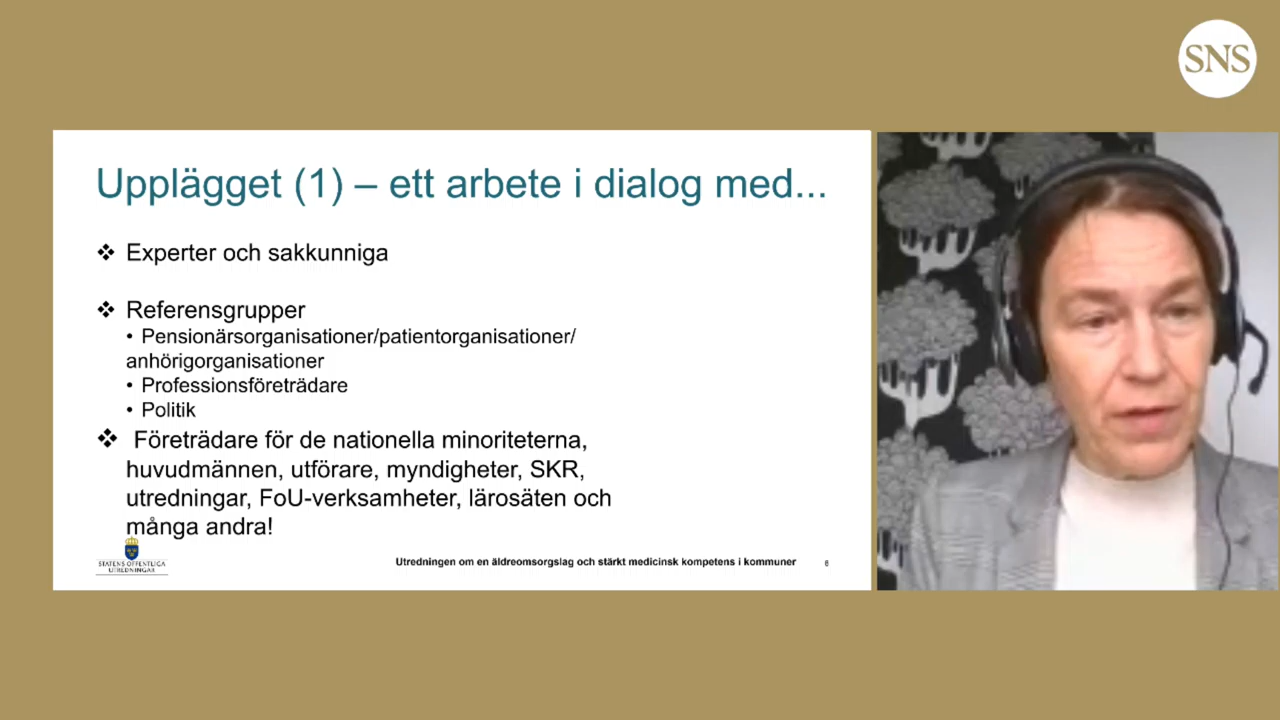 SNS
Upplägget (1) – ett arbete i dialog med...
❖ Experter och sakkunniga
❖ Referensgrupper
• Pensionärsorganisationer/patientorganisationer/
anhörigorganisationer
• Professionsföreträdare
• Politik
❖ Företrädare för de nationella minoriteterna,
huvudmännen, utförare, myndigheter, SKR,
utredningar, FoU-verksamheter, lärosäten och
många andra!
STATENS OFFENTLIGA
UTREDNINGAR
Utredningen om en äldreomsorgslag och stärkt medicinsk kompetens i kommuner
6